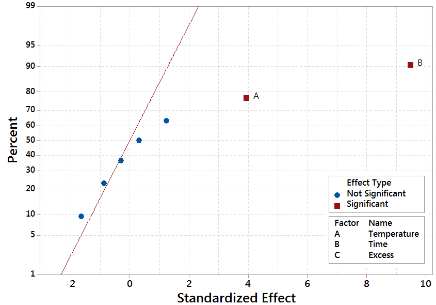 99
95
90
80
70
60
50
40
30
20
10
5
1
Percent
A
B
Effect Type
Not Significant
Significant
Factor Name
A Temperature
B Time
C Excess
-2 0 2 4 6 8 10
Standardized Effect